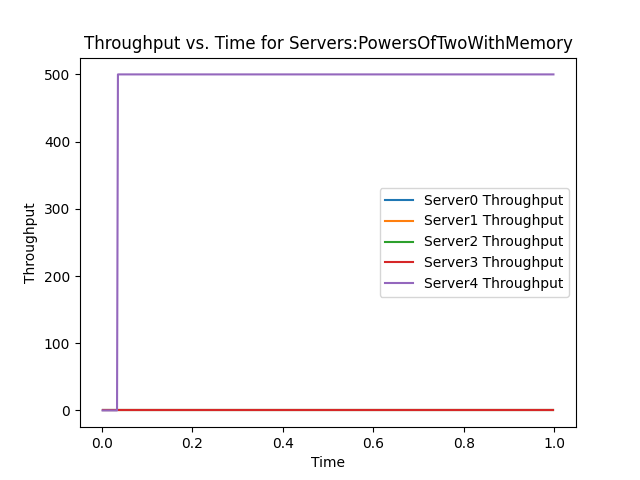 Throughput vs. Time for Servers:PowersOfTwoWithMemory
500
400
300
200
100
0
Throughput
Server0 Throughput
Server1 Throughput
Server2 Throughput
Server3 Throughput
Server4 Throughput
0.0 0.2 0.4 0.6 0.8 1.0
Time